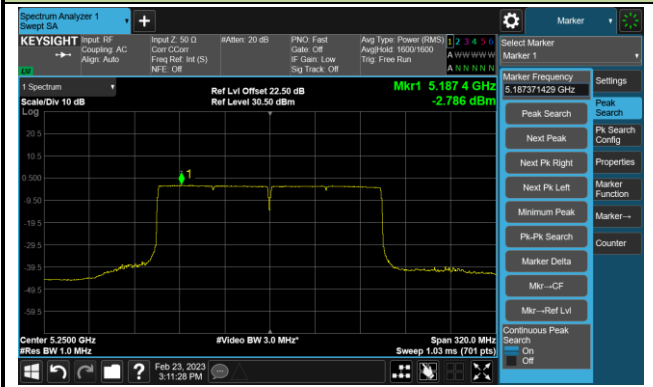 Spectrum Analyzer 1
Swept SA
+
Marker
KEYSIGHT
Input: RF
Coupling: AC
Align: Auto
Input Z: 50 Ω
Corr CCorr
Freq Ref: Int (S)
NFE: Off
#Atten: 20 dB
PNO: Fast
Gate: Off
IF Gain: Low
Sig Track: Off
Avg Type: Power (RMS)
Avg|Hold: 1600/1600
Trig: Free Run
1 2 3 4 5 6
A W W W W W
A N N N N N
LXI
1 Spectrum
Scale/Div 10 dB
Log
Ref Lvl Offset 22.50 dB
Ref Level 30.50 dBm
Mkr1 5.187 4 GHz
-2.786 dBm
20.5
10.5
0.500
-9.50
-19.5
-29.5
-39.5
-49.5
-59.5
1
Center 5.2500 GHz
#Res BW 1.0 MHz
#Video BW 3.0 MHz*
Span 320.0 MHz
Sweep 1.03 ms (701 pts)
Select Marker
Marker 1
Marker Frequency
5.187371429 GHz
Peak Search
Next Peak
Next Pk Right
Next Pk Left
Minimum Peak
Pk-Pk Search
Marker Delta
Mkr→CF
Mkr→Ref Lvl
Continuous Peak
Search
On
Off
Settings
Peak
Search
Pk Search
Config
Properties
Marker
Function
Marker→
Counter
?
Feb 23, 2023
3:11:28 PM